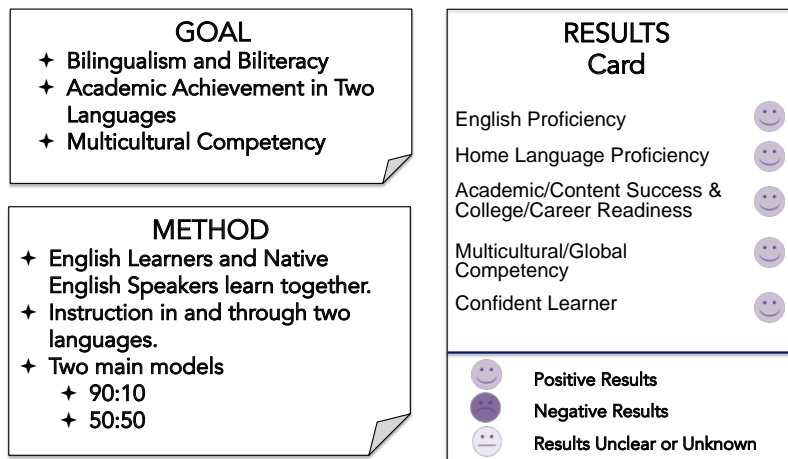 GOAL
✦ Bilingualism and Biliteracy
✦ Academic Achievement in Two
Languages
✦ Multicultural Competency
METHOD
✦ English Learners and Native
English Speakers learn together.
✦ Instruction in and through two
languages.
✦ Two main models
✦ 90:10
✦ 50:50
RESULTS
Card
English Proficiency
Home Language Proficiency
Academic/Content Success &
College/Career Readiness
Multicultural/Global
Competency
Confident Learner
Positive Results
Negative Results
Results Unclear or Unknown